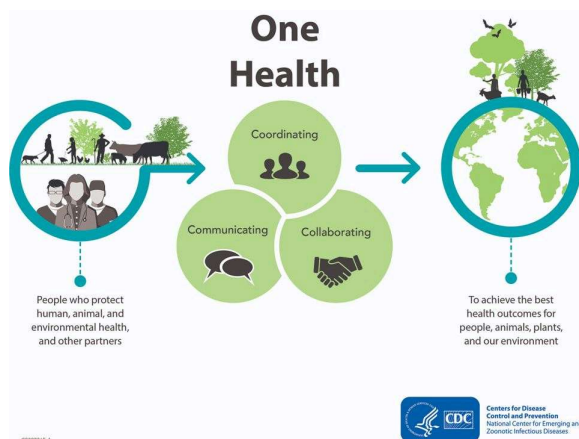 One
Health
Coordinating
Communicating
Collaborating
People who protect
human, animal, and
environmental health,
and other partners
To achieve the best
health outcomes for
people, animals, plants,
and our environment
CDC
Centers for Disease
Control and Prevention
National Center for Emerging an
Zoonotic Infectious Diseases